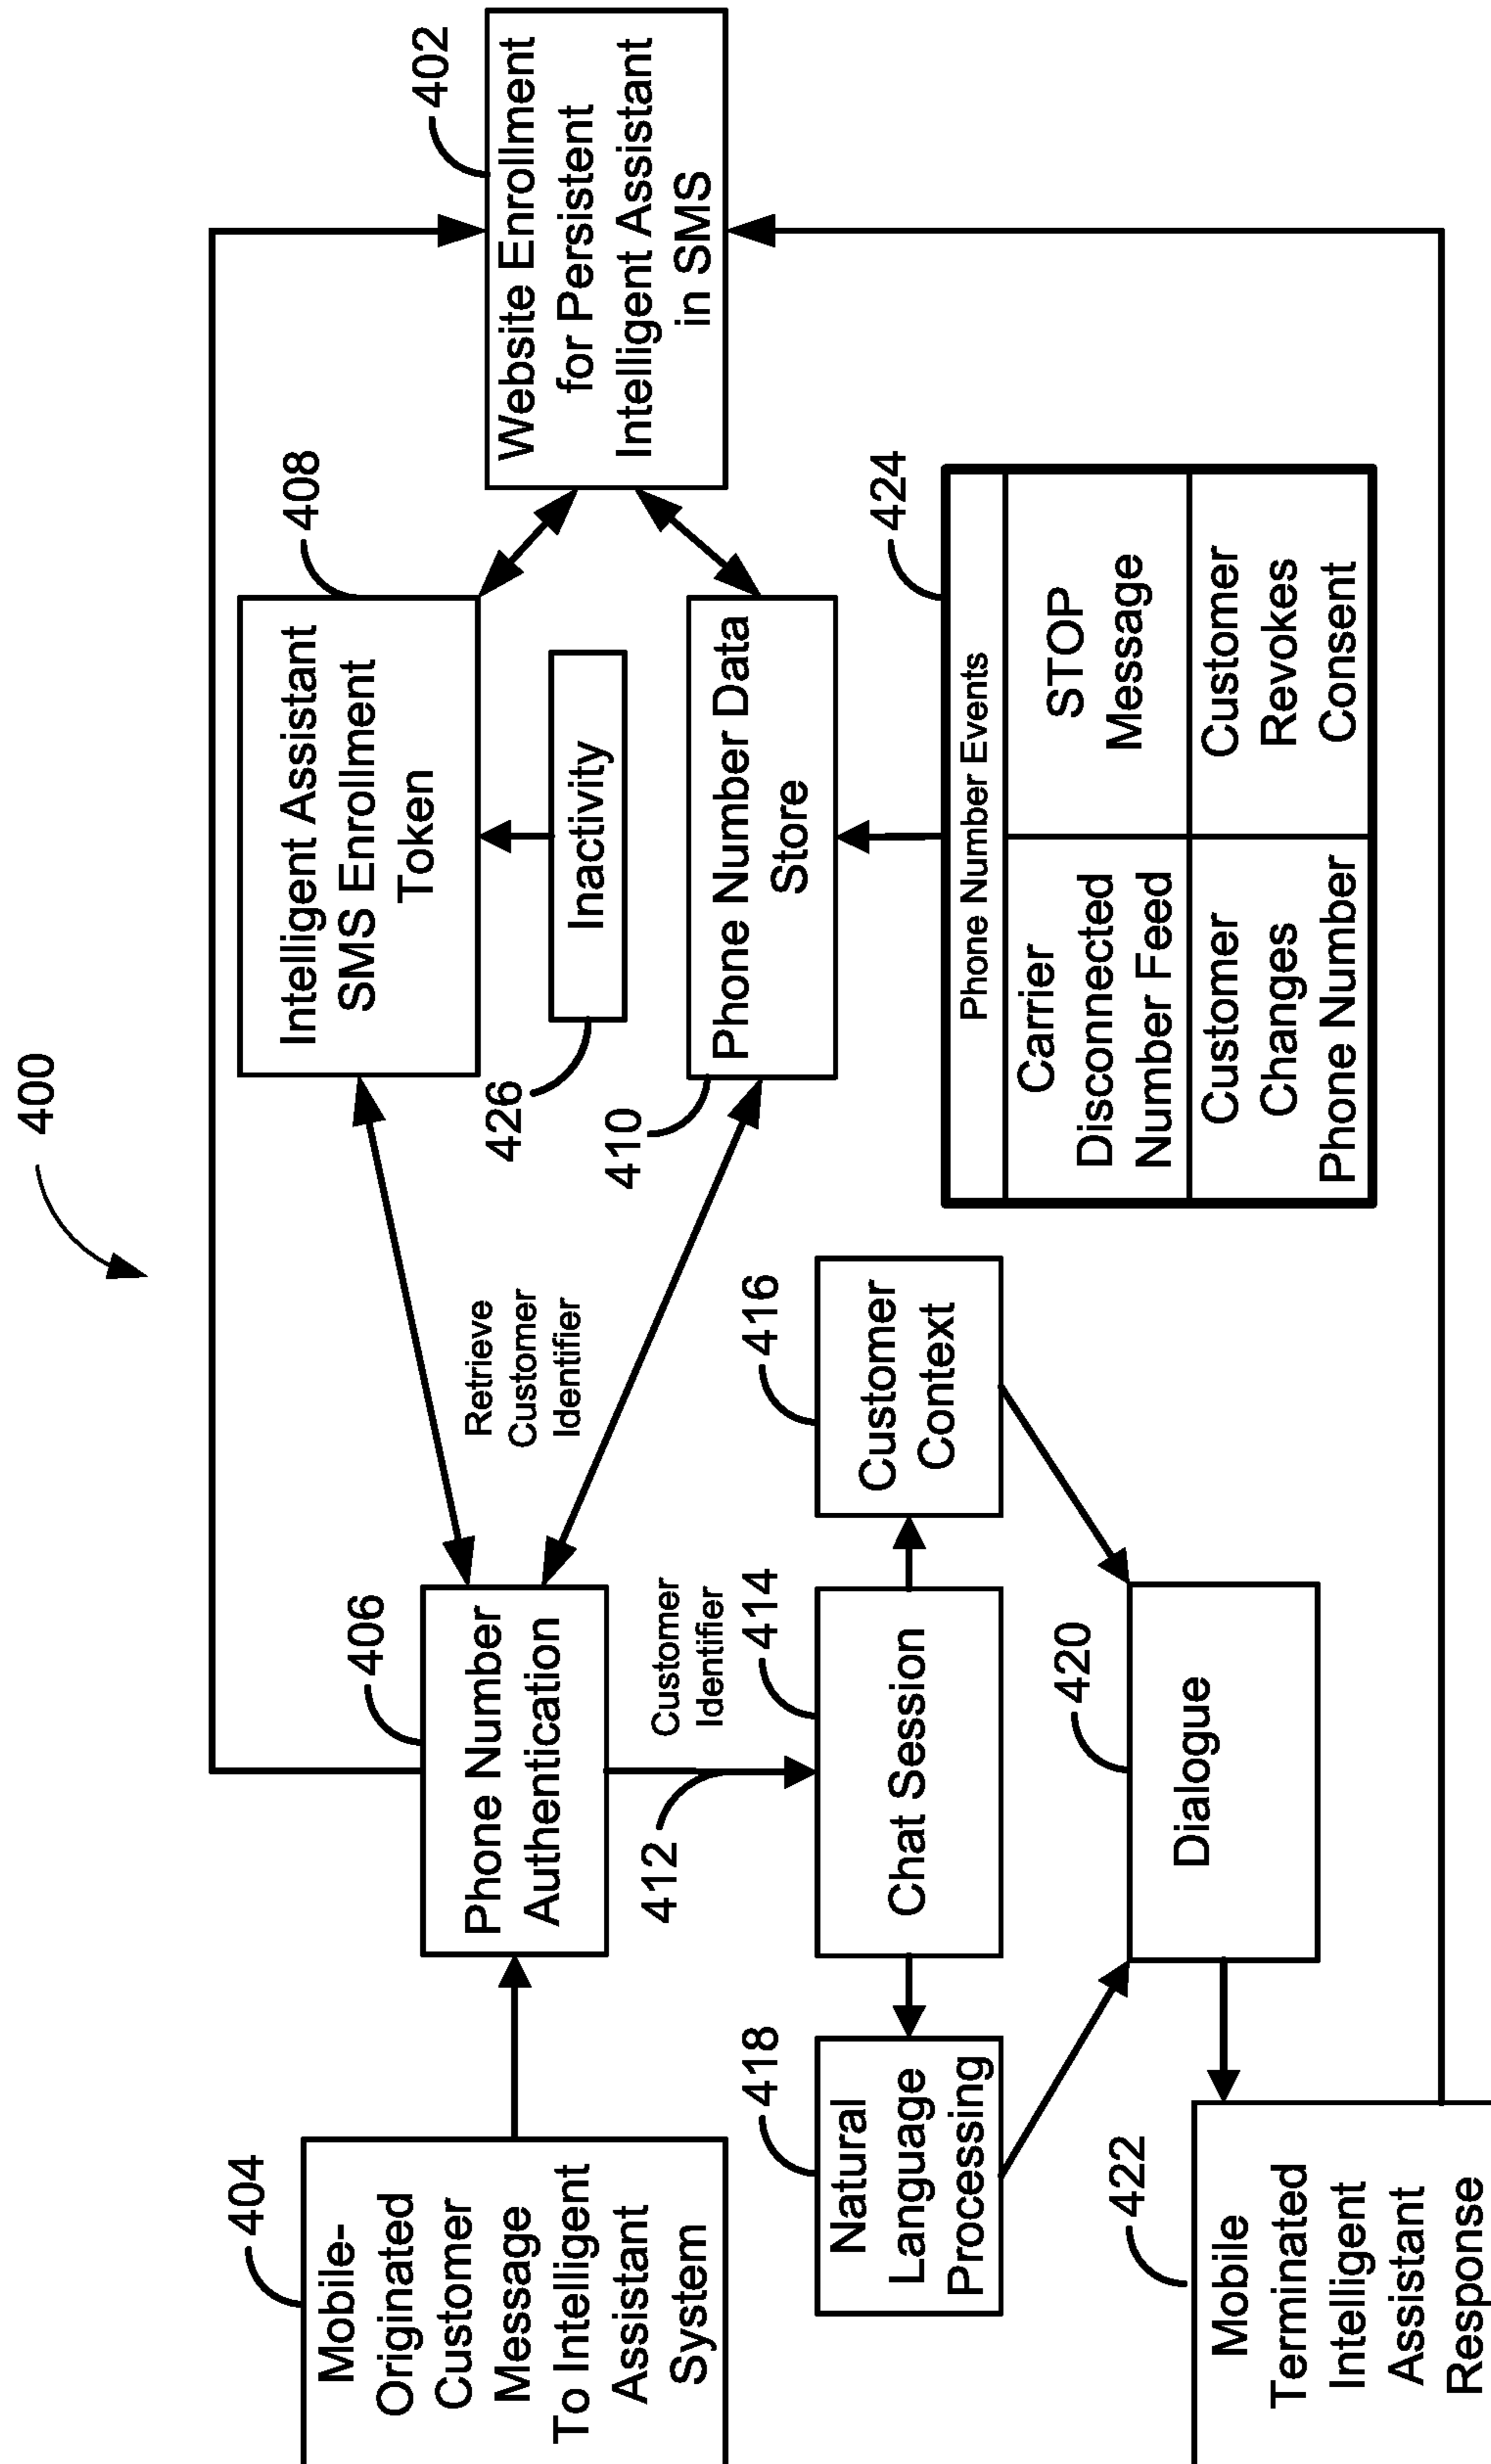 400
404
Mobile-
Originated
Customer
Message
To Intelligent
Assistant
System
406
Phone Number
Authentication
Retrieve
Customer
Identifier
408
Intelligent Assistant
SMS Enrollment
Token
402
Website Enrollment
for Persistent
Intelligent Assistant
in SMS
426
Inactivity
410
Phone Number Data
Store
412
Customer
Identifier
414
Chat Session
416
Customer
Context
418
Natural
Language
Processing
420
Dialogue
422
Mobile
Terminated
Intelligent
Assistant
Response
424
Phone Number Events
Carrier
Disconnected
Number Feed
STOP
Message
Customer
Changes
Phone Number
Customer
Revokes
Consent